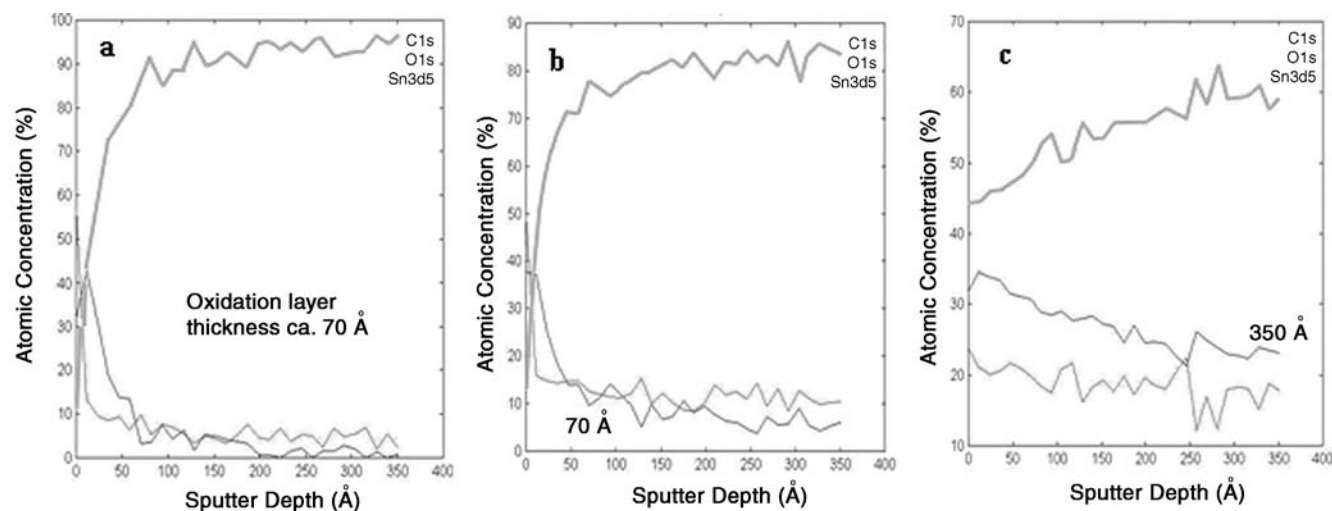 a
C1s
O1s
Sn3d5
Oxidation layer
thickness ca. 70 Å
Atomic Concentration (%)
100
90
80
70
60
50
40
30
20
10
0
0 50 100 150 200 250 300 350 400
Sputter Depth (Å)
b
C1s
O1s
Sn3d5
70 Å
Atomic Concentration (%)
90
80
70
60
50
40
30
20
10
0
0 50 100 150 200 250 300 350 400
Sputter Depth (Å)
c
C1s
O1s
Sn3d5
350 Å
Atomic Concentration (%)
70
60
50
40
30
20
10
0 50 100 150 200 250 300 350 400
Sputter Depth (Å)